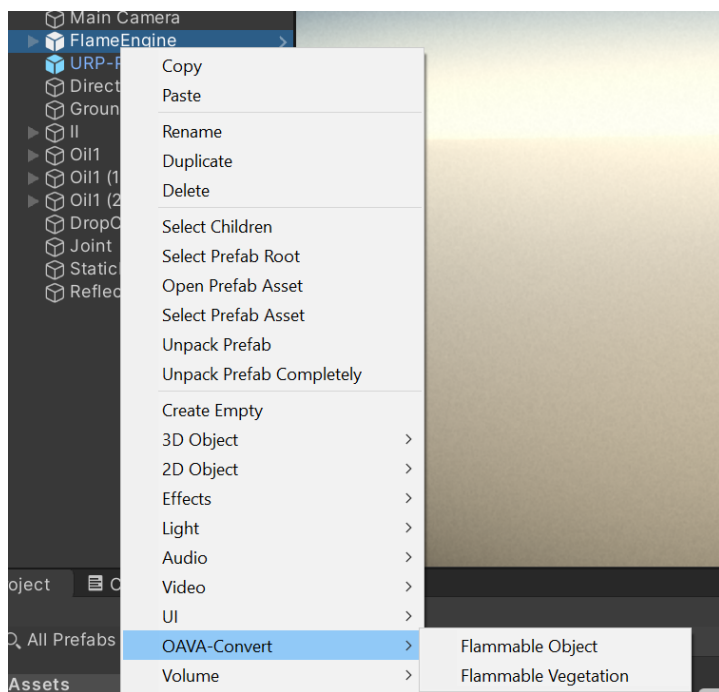 Main Camera
FlameEngine
URP-
Direct
Groun
II
Oil1
Oil1 (1
Oil1 (2
DropC
Joint
Static
Reflec
Copy
Paste
Rename
Duplicate
Delete
Select Children
Select Prefab Root
Open Prefab Asset
Select Prefab Asset
Unpack Prefab
Unpack Prefab Completely
Create Empty
3D Object
2D Object
Effects
Light
Audio
Video
UI
OAVA-Convert
Volume
Flammable Object
Flammable Vegetation
oject
C
All Prefabs
Assets